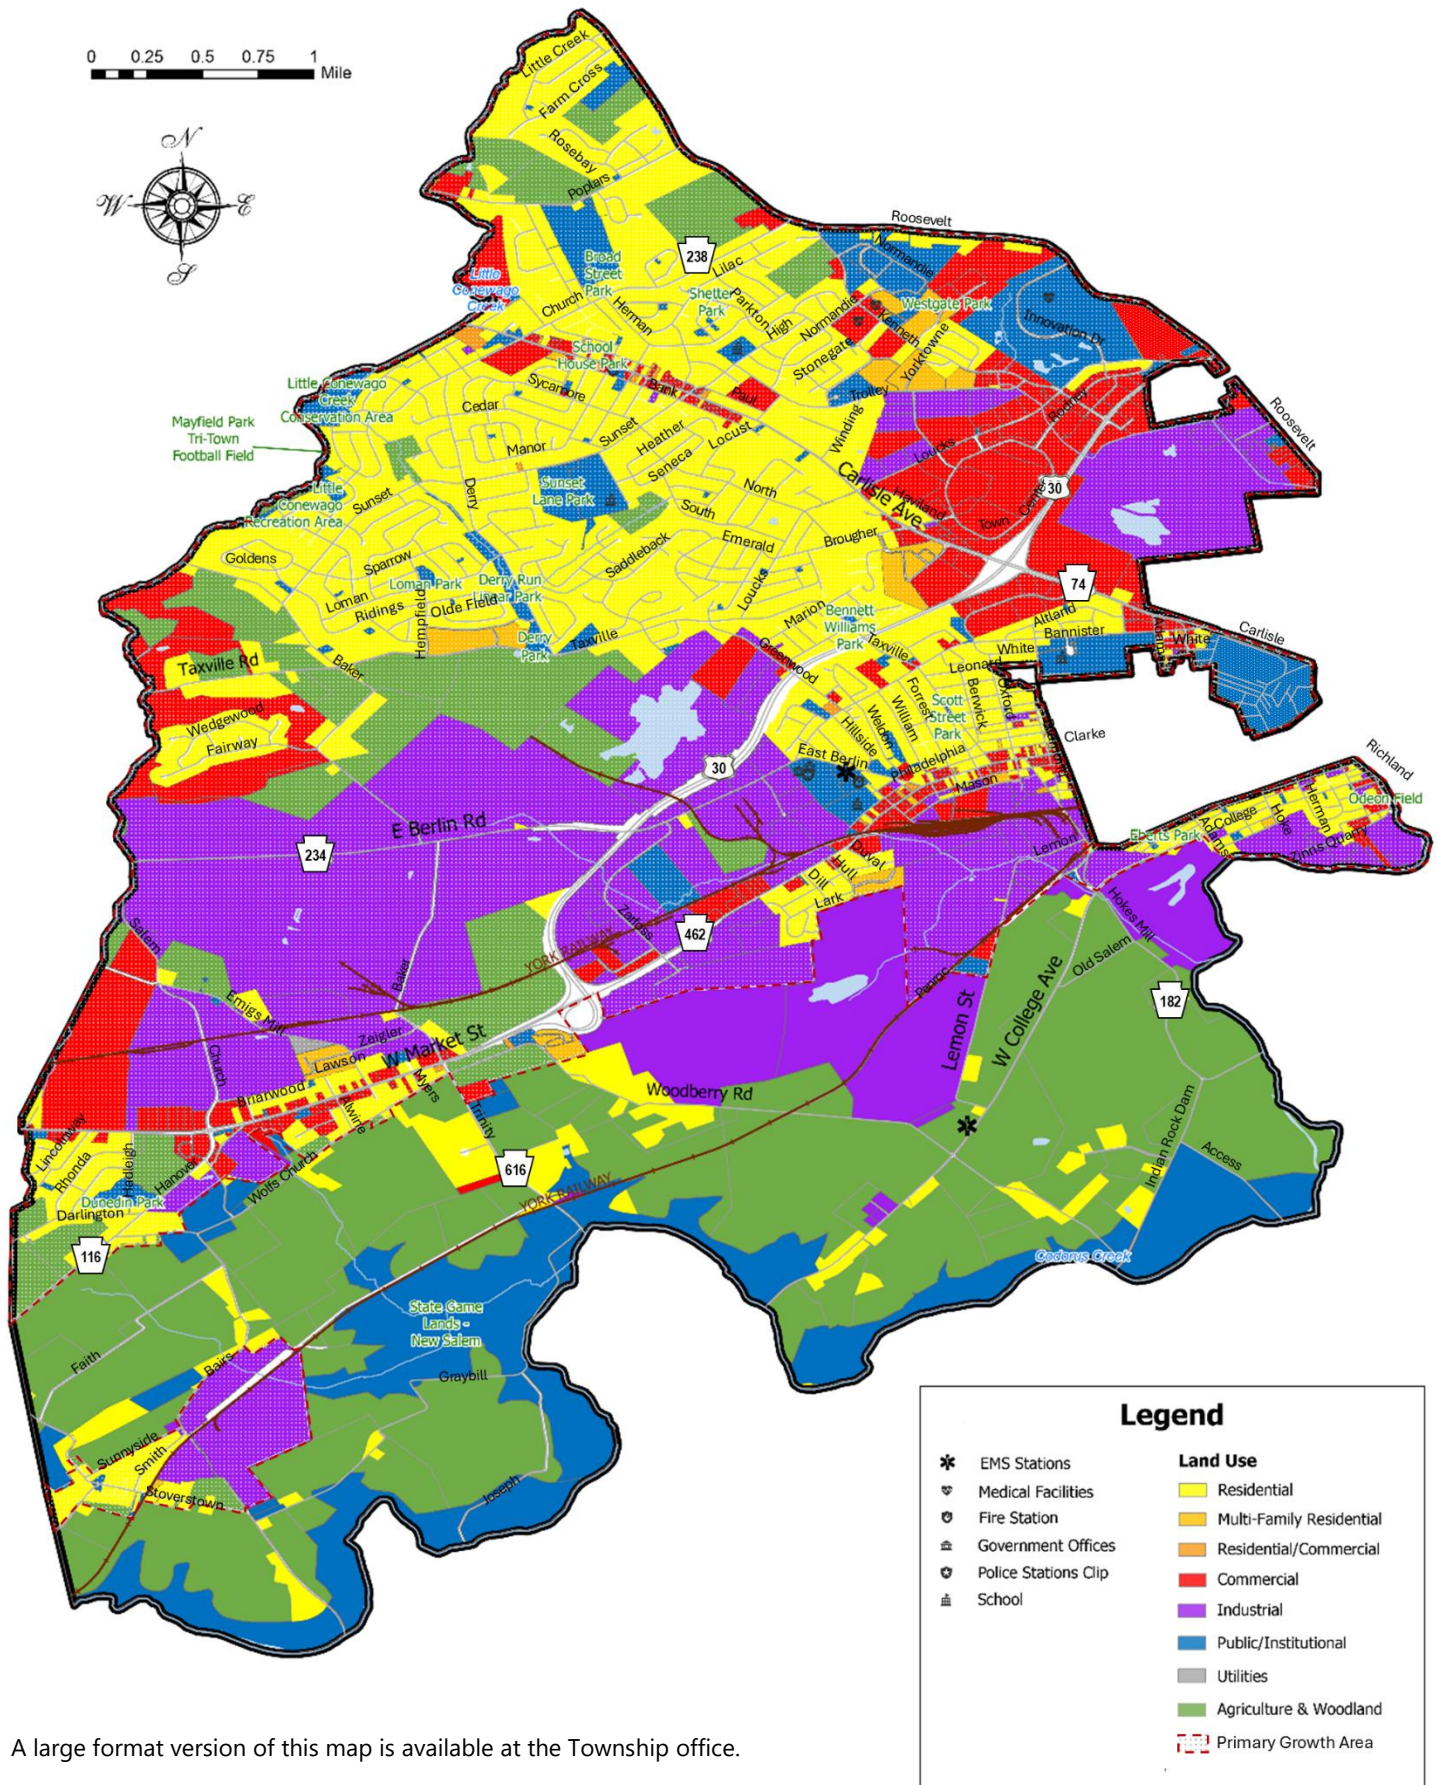 0 0.25 0.5 0.75 1
Mile
N
W E
S
Little Creek
Farm Cross
Rosebay
Poplars
Roosevelt
Normandie
Broad
Street
Park
238
Lilac
Little
Conewago
Creek
Church
Herman
Shetter
Park
Parkton
High
Normandie
Westgate Park
Kenneth
Innovation Dr
Yorktowne
Stonegate
School
House Park
Bank
Paul
Trolley
Rodney
Roosevelt
Little Conewago
Creek
Conservation Area
Sycamore
Cedar
Mayfield Park
Tri-Town
Football Field
Manor
Sunset
Heather
Locust
Winding
Loucks
Seneca
Carlisle Ave
Haviland
Town Center
30
Little
Conewago
Recreation Area
Sunset
Derry
Sunset
Lane Park
North
South
Emerald
Brougher
Goldens
Sparrow
Saddleback
Loucks
74
Loman Park
Derry Run
Linear Park
Loman
Ridings
Hempfield
Olde Field
Marion
Bennett
Williams
Park
Altland
Bannister
Adams
White
Carlisle
Derry
Park
Taxville
Greenwood
Taxville
White
Leonard
Taxville Rd
Baker
Oxford
Berwick
Forrest
William
Weldon
Hillside
Scott
Street
Park
Wedgewood
Fairway
30
East Berlin
Philadelphia
Mason
Clarke
Richland
E Berlin Rd
234
Odeon Field
Herman
Hoke
College
Adams
Eberts Park
Zinns Quarry
Lemon
Duval
Hull
Dill
Lark
Hokes Mill
Salem
Zarfoss
462
YORK RAILWAY
Old Salem
Baker
W College Ave
182
Lemon St
Emigs Mill
Zeigler
W Market St
Church
Lawson
Briarwood
Alwine
Myers
Trinity
Woodberry Rd
Indian Rock Dam
Access
Lincolnway
Rhonda
Hadleigh
Hanover
Wolfs Church
616
Dunedin Park
Darlington
YORK RAILWAY
116
Codorus Creek
State Game
Lands -
New Salem
Faith
Bairs
Graybill
Sunnyside
Smith
Stoverstown
Joseph
Legend
EMS Stations
Medical Facilities
Fire Station
Government Offices
Police Stations Clip
School
Land Use
Residential
Multi-Family Residential
Residential/Commercial
Commercial
Industrial
Public/Institutional
Utilities
Agriculture & Woodland
Primary Growth Area
A large format version of this map is available at the Township office.